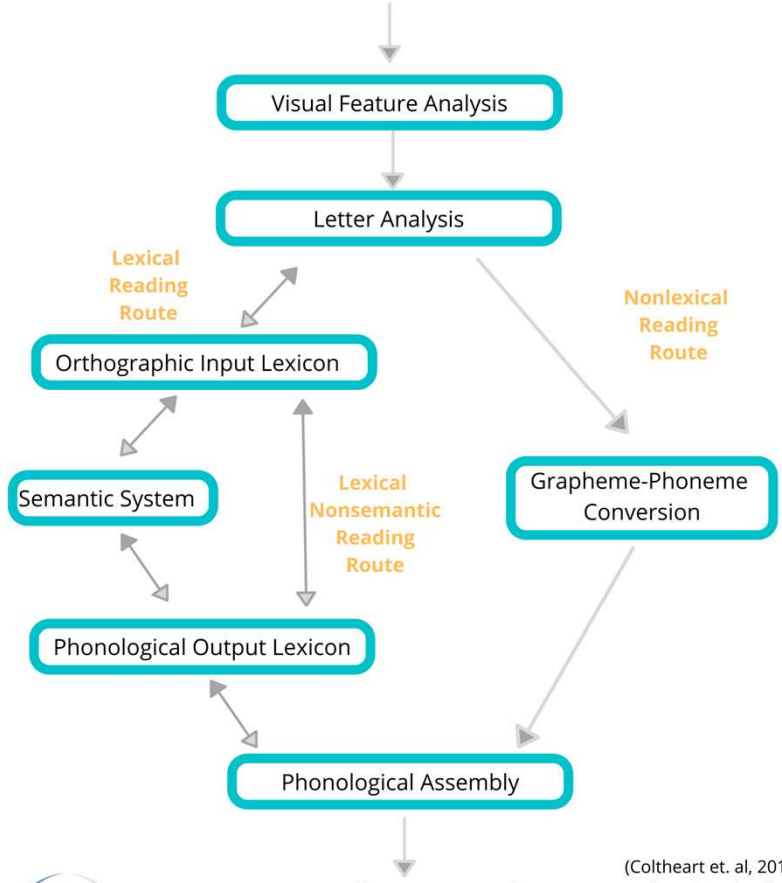 Visual Feature Analysis
Letter Analysis
Lexical
Reading
Route
Nonlexical
Reading
Route
Orthographic Input Lexicon
Semantic System
Lexical
Nonsemantic
Reading
Route
Grapheme-Phoneme
Conversion
Phonological Output Lexicon
Phonological Assembly
(Coltheart et. al, 201